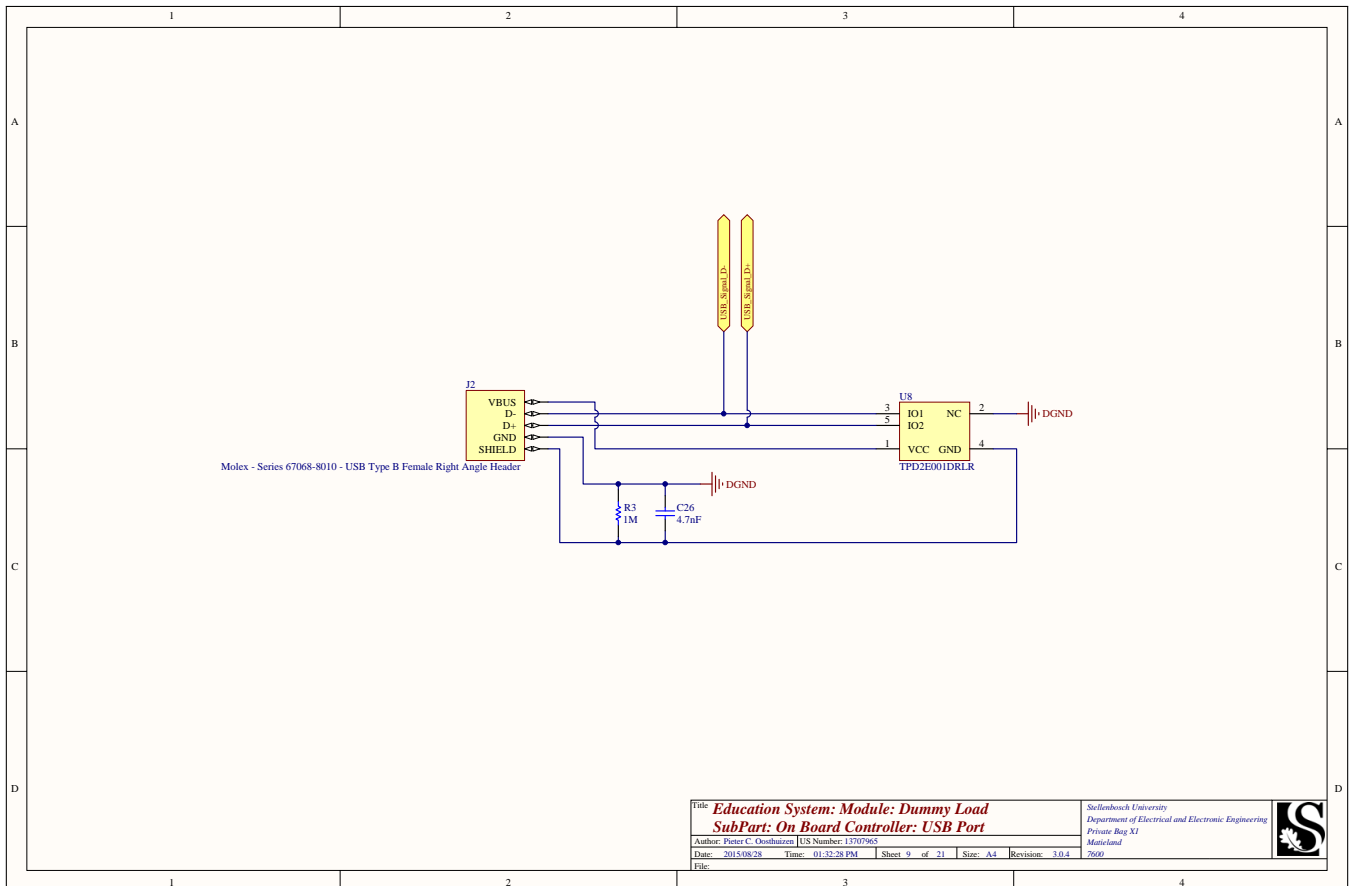 1 2 3 4
A A
USB_Signal_D-
USB_Signal_D+
B B
J2
VBUS
D-
D+
GND
SHIELD
Molex - Series 67068-8010 - USB Type B Female Right Angle Header
U8
3 IO1 NC 2
5 IO2
1 VCC GND 4
TPD2E001DRLR
DGND
DGND
R3
1M
C26
4.7nF
C C
D D
Title Education System: Module: Dummy Load
SubPart: On Board Controller: USB Port
Author: Pieter C. Oosthuizen US Number: 13707965
Date: 2015/08/28 Time: 01:32:28 PM Sheet 9 of 21 Size: A4 Revision: 3.0.4
File:
Stellenbosch University
Department of Electrical and Electronic Engineering
Private Bag X1
Matieland
7600
S
1 2 3 4